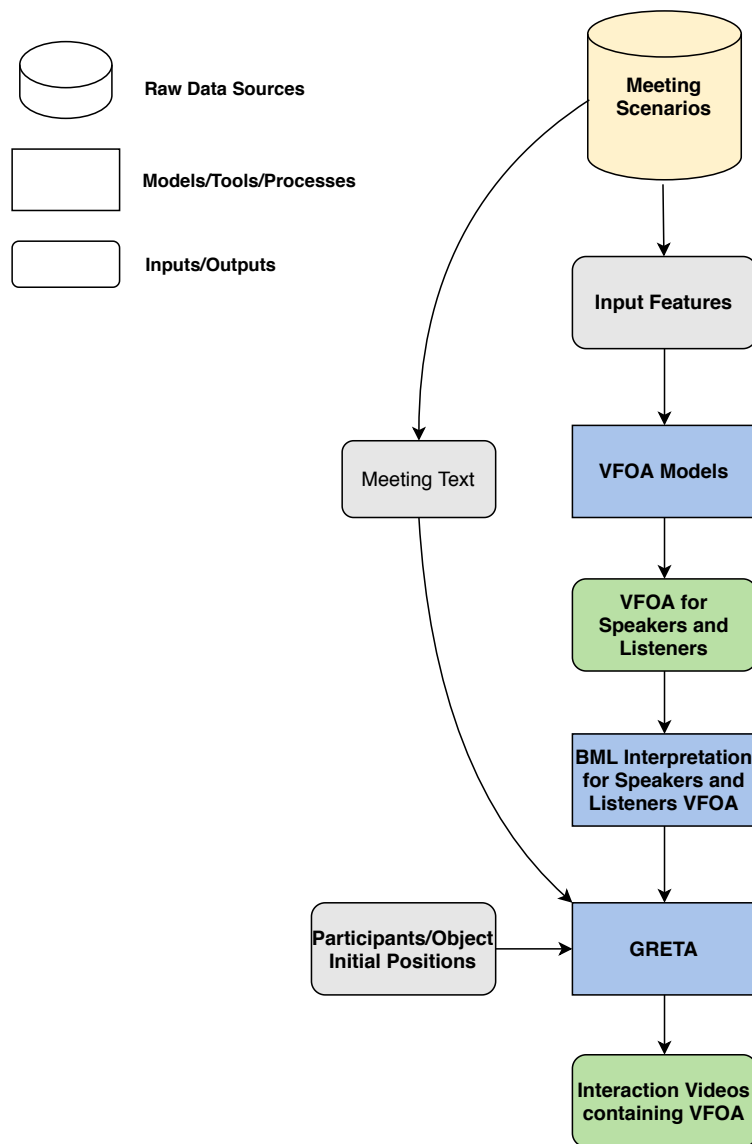 Raw Data Sources
Models/Tools/Processes
Inputs/Outputs
Meeting
Scenarios
Input Features
Meeting Text
VFOA Models
VFOA for
Speakers and
Listeners
BML Interpretation
for Speakers and
Listeners VFOA
Participants/Object
Initial Positions
GRETA
Interaction Videos
containing VFOA